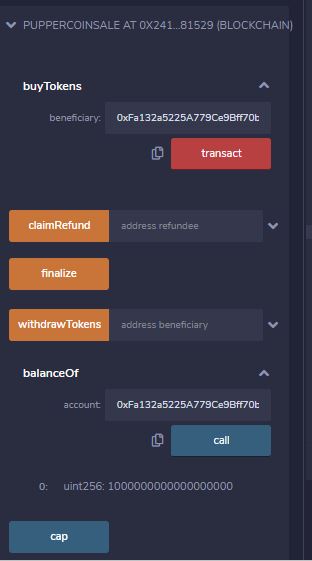 PUPPERCOINSALE AT 0X241...81529 (BLOCKCHAIN)
buyTokens
beneficiary: 0xFa132a5225A779Ce9Bff70b
transact
claimRefund address refundee
finalize
withdrawTokens address beneficiary
balanceOf
account: 0xFa132a5225A779Ce9Bff70b
call
0: uint256: 1000000000000000000
cap